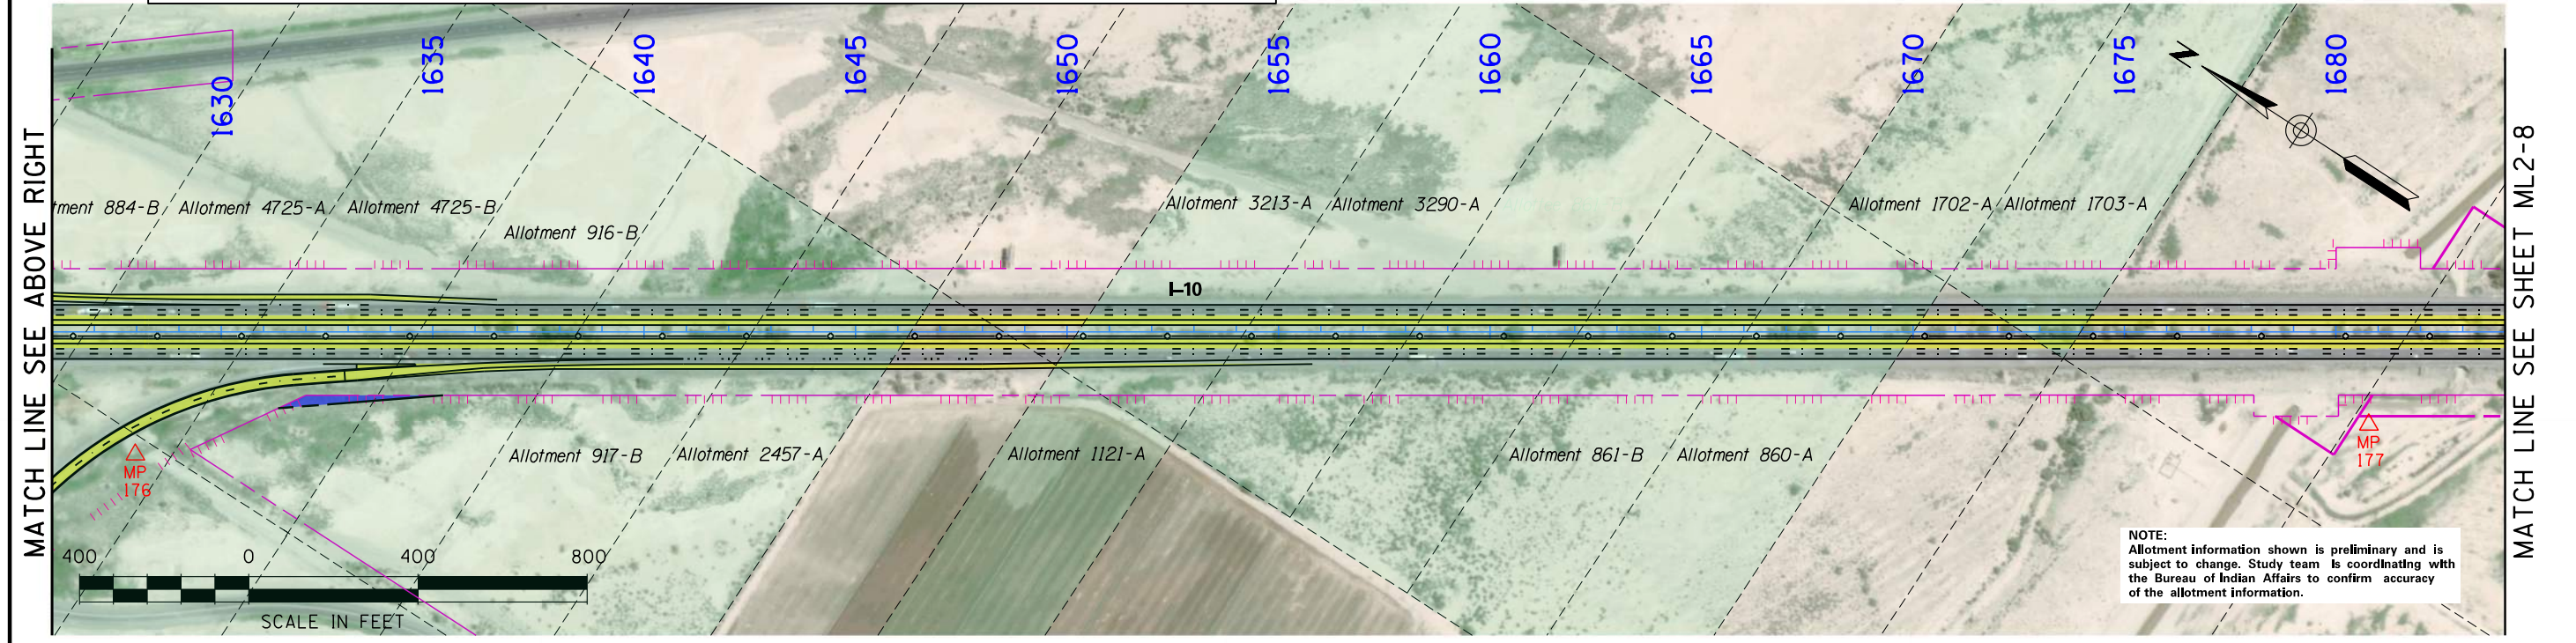 MATCH LINE SEE ABOVE RIGHT
1630
1635
1640
1645
1650
1655
1660
1665
1670
1675
1680
N
tment 884-B
Allotment 4725-A
Allotment 4725-B
Allotment 916-B
Allotment 3213-A
Allotment 3290-A
Allotment 1702-A
Allotment 1703-A
I-10
Allotment 917-B
Allotment 2457-A
Allotment 1121-A
Allotment 861-B
Allotment 860-A
MP
176
MP
177
400 0 400 800
SCALE IN FEET
NOTE:
Allotment information shown is preliminary and is
subject to change. Study team is coordinating with
the Bureau of Indian Affairs to confirm accuracy
of the allotment information.
MATCH LINE SEE SHEET ML2-8